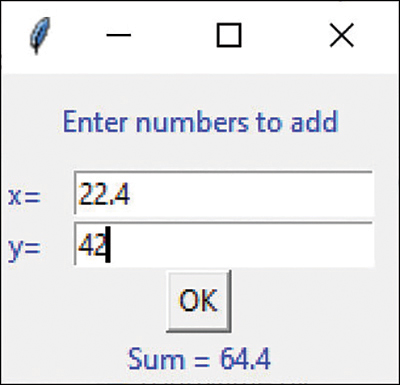 Enter numbers to add
x= 22.4
y= 42
OK
Sum = 64.4